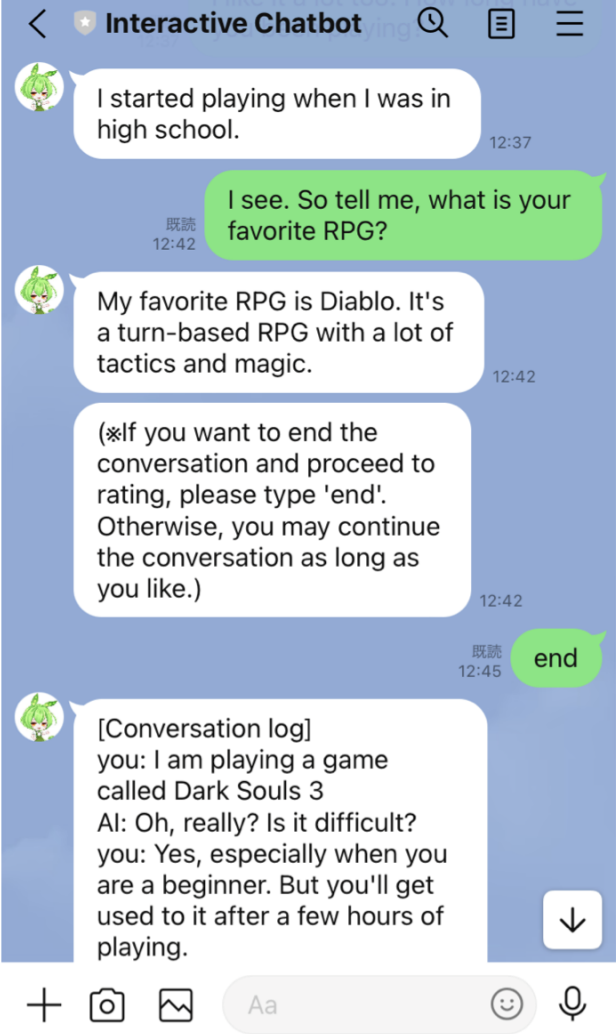 Interactive Chatbot
I started playing when I was in
high school.
12:37
I see. So tell me, what is your
favorite RPG?
既読
12:42
My favorite RPG is Diablo. It's
a turn-based RPG with a lot of
tactics and magic.
12:42
(※If you want to end the
conversation and proceed to
rating, please type 'end'.
Otherwise, you may continue
the conversation as long as
you like.)
12:42
既読
12:45
end
[Conversation log]
you: I am playing a game
called Dark Souls 3
AI: Oh, really? Is it difficult?
you: Yes, especially when you
are a beginner. But you'll get
used to it after a few hours of
playing.
Aa